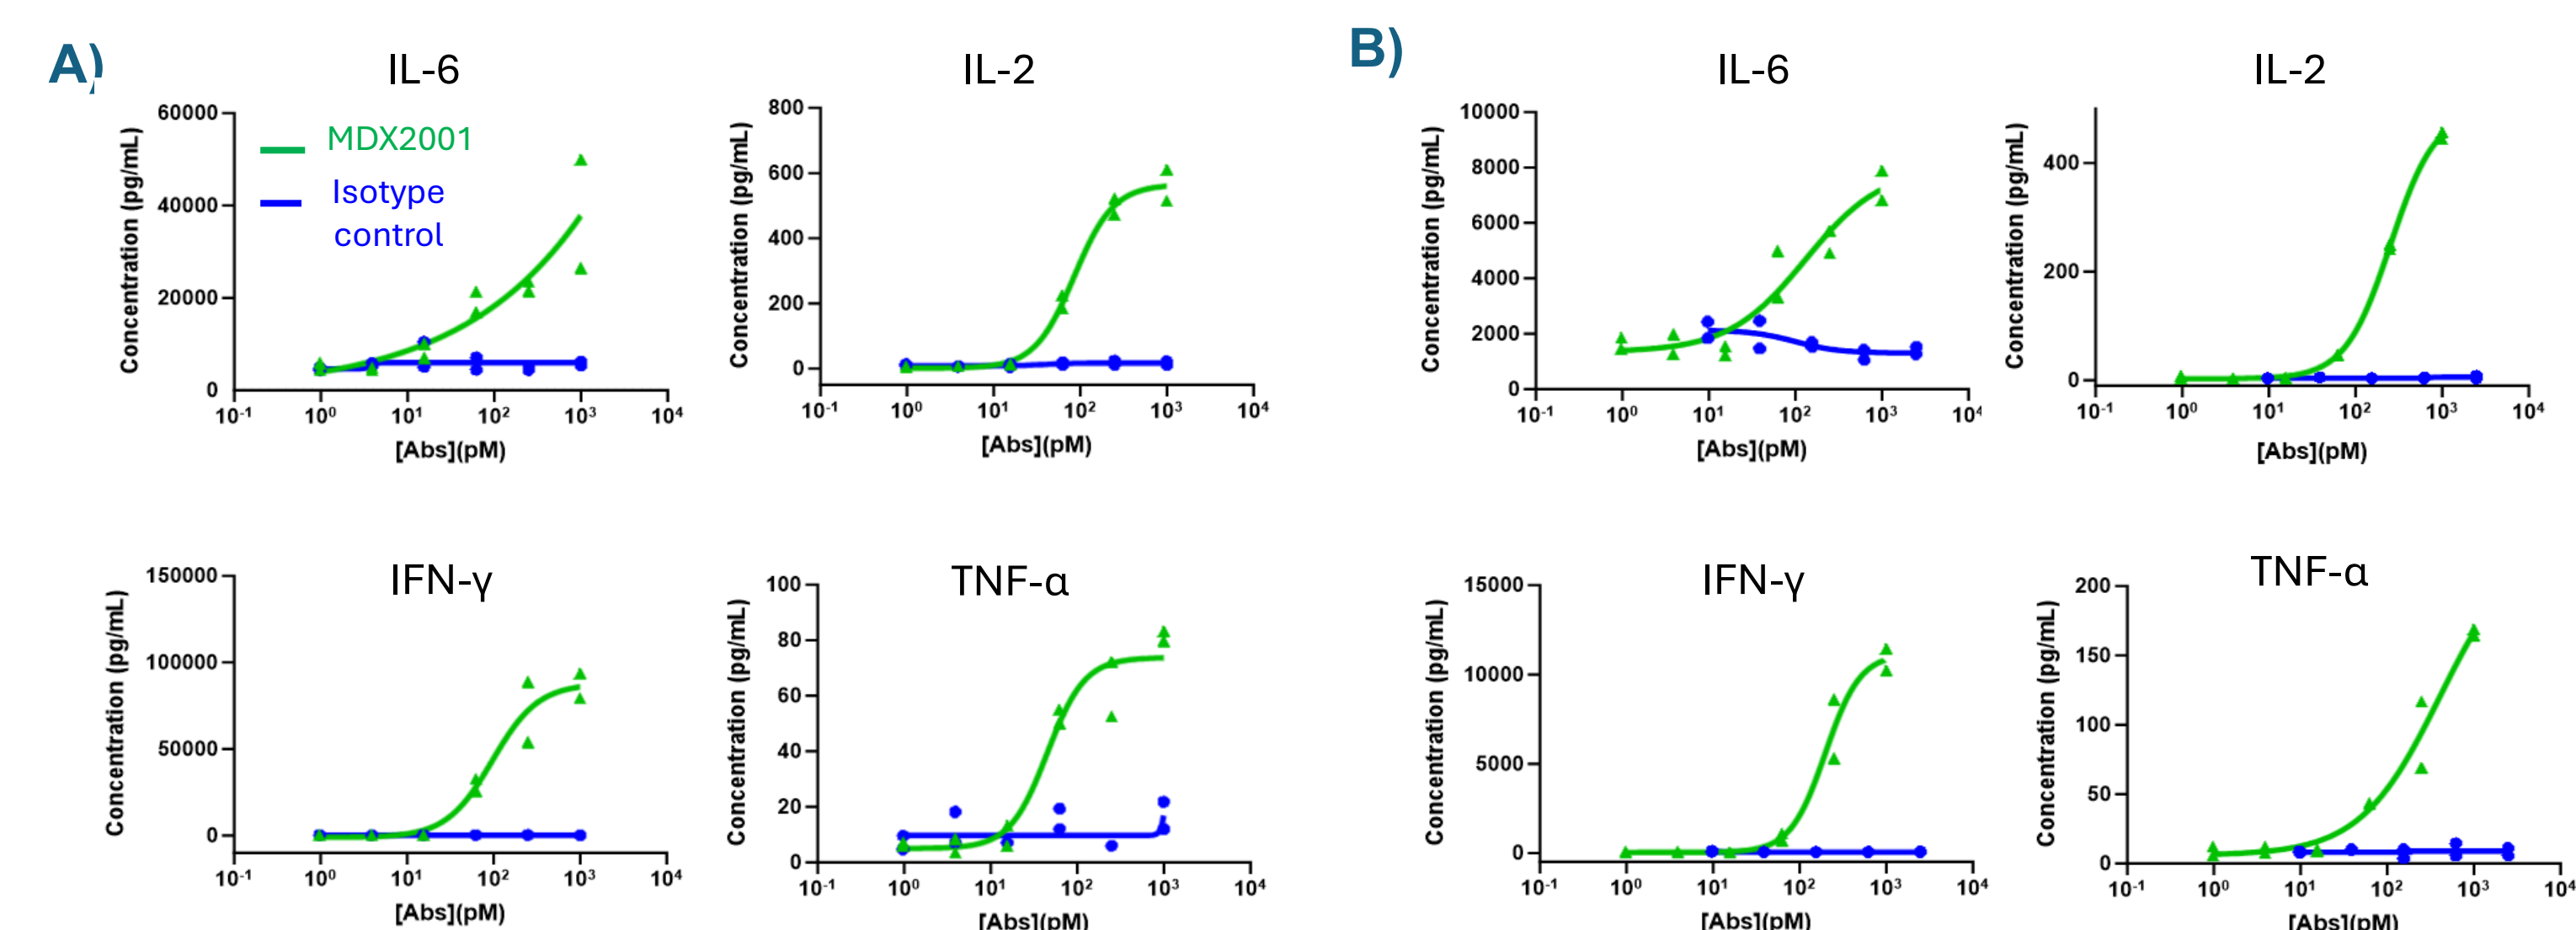 A)
IL-6
Concentration (pg/mL)
60000
40000
20000
0
MDX2001
Isotype
control
10-1 100 101 102 103 104
[Abs](pM)
IL-2
Concentration (pg/mL)
800
600
400
200
0
10-1 100 101 102 103 104
[Abs](pM)
B)
IL-6
Concentration (pg/mL)
10000
8000
6000
4000
2000
0
10-1 100 101 102 103 104
[Abs](pM)
IL-2
Concentration (pg/mL)
400
200
0
10-1 100 101 102 103 104
[Abs](pM)
IFN-γ
Concentration (pg/mL)
150000
100000
50000
0
10-1 100 101 102 103 104
[Abs](pM)
TNF-α
Concentration (pg/mL)
100
80
60
40
20
0
10-1 100 101 102 103 104
[Abs](pM)
IFN-γ
Concentration (pg/mL)
15000
10000
5000
0
10-1 100 101 102 103 104
[Abs](pM)
TNF-α
Concentration (pg/mL)
200
150
100
50
0
10-1 100 101 102 103 104
[Abs](pM)